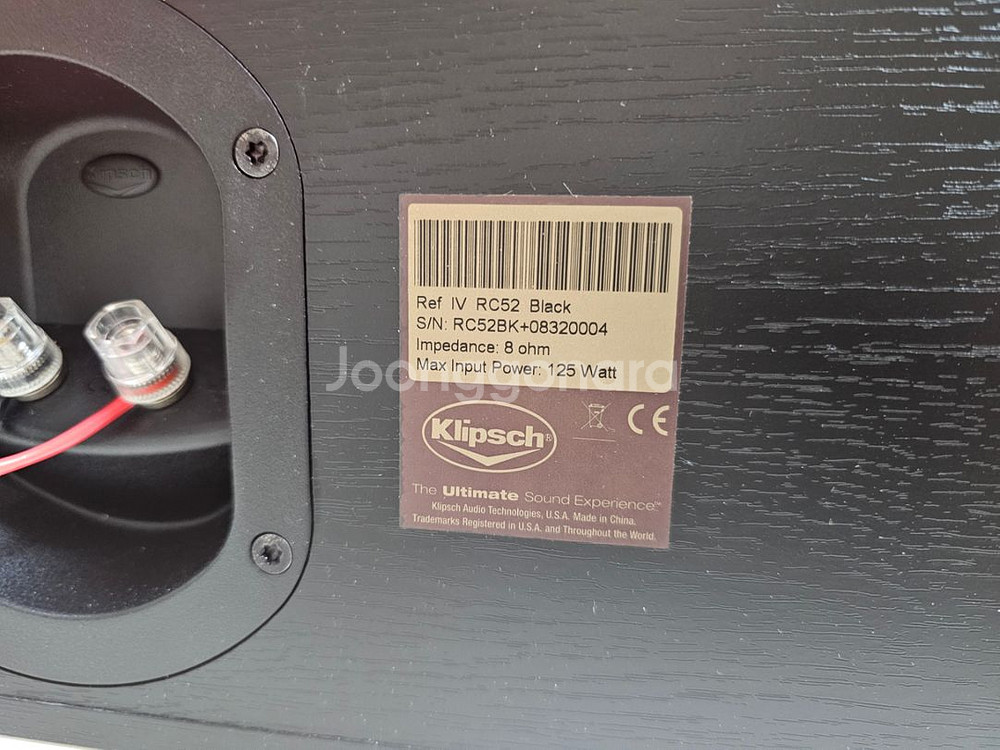 Klipsch
Ref IV RC52 Black
S/N: RC52BK+08320004
Impedance: 8 ohm
Max Input Power: 125 Watt
Joonggonara
Klipsch®
CE
The Ultimate Sound Experience™
Klipsch Audio Technologies, U.S.A. Made in China.
Trademarks Registered in U.S.A. and Throughout the World.